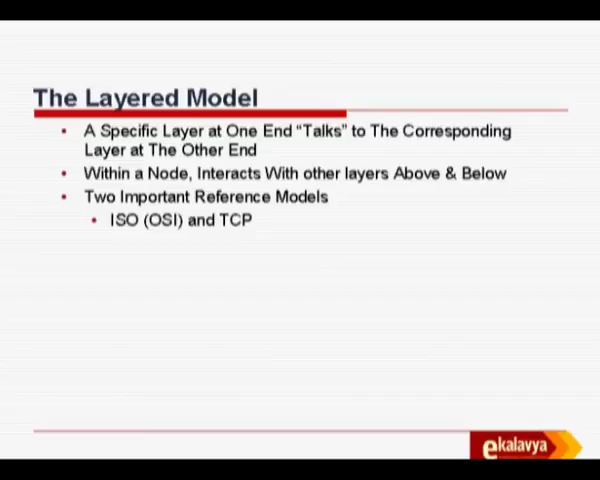 The Layered Model
• A Specific Layer at One End “Talks” to The Corresponding
Layer at The Other End
• Within a Node, Interacts With other layers Above & Below
• Two Important Reference Models
• ISO (OSI) and TCP
ekalavya